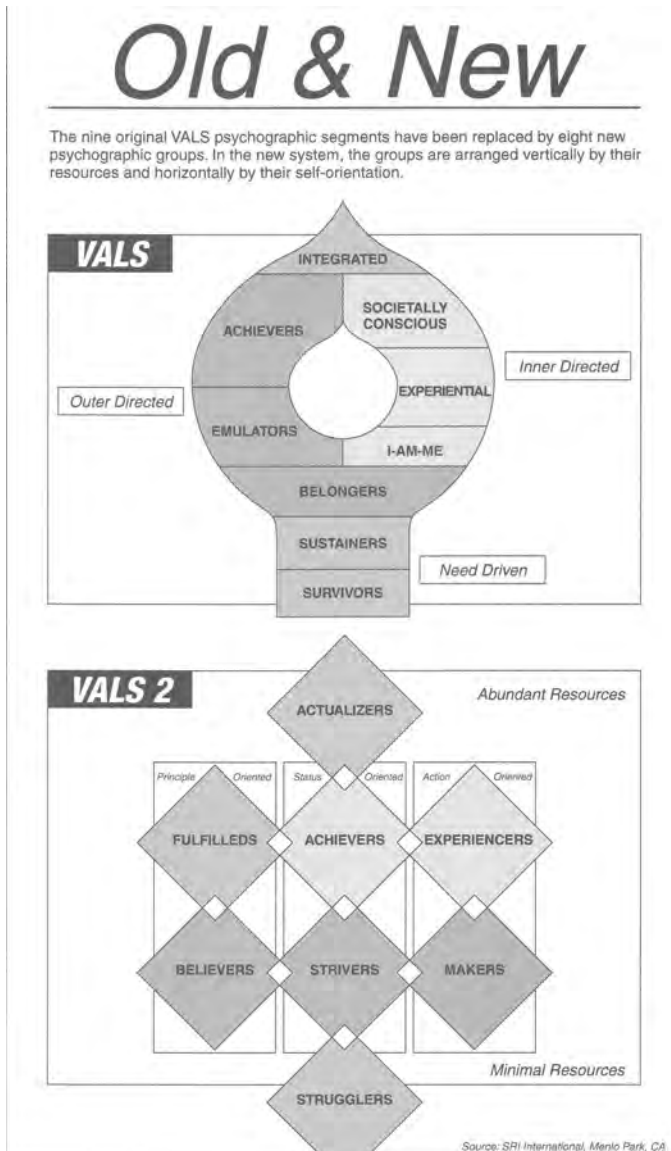 Old & New
The nine original VALS psychographic segments have been replaced by eight new
psychographic groups. In the new system, the groups are arranged vertically by their
resources and horizontally by their self-orientation.
VALS
INTEGRATED
ACHIEVERS
SOCIETALLY
CONSCIOUS
Outer Directed
Inner Directed
EXPERIENTIAL
EMULATORS
I-AM-ME
BELONGERS
SUSTAINERS
Need Driven
SURVIVORS
VALS 2
Abundant Resources
ACTUALIZERS
Principle Oriented
Status Oriented
Action Oriented
FULFILLEDS
ACHIEVERS
EXPERIENCERS
BELIEVERS
STRIVERS
MAKERS
Minimal Resources
STRUGGLERS
Source: SRI International, Menlo Park, CA